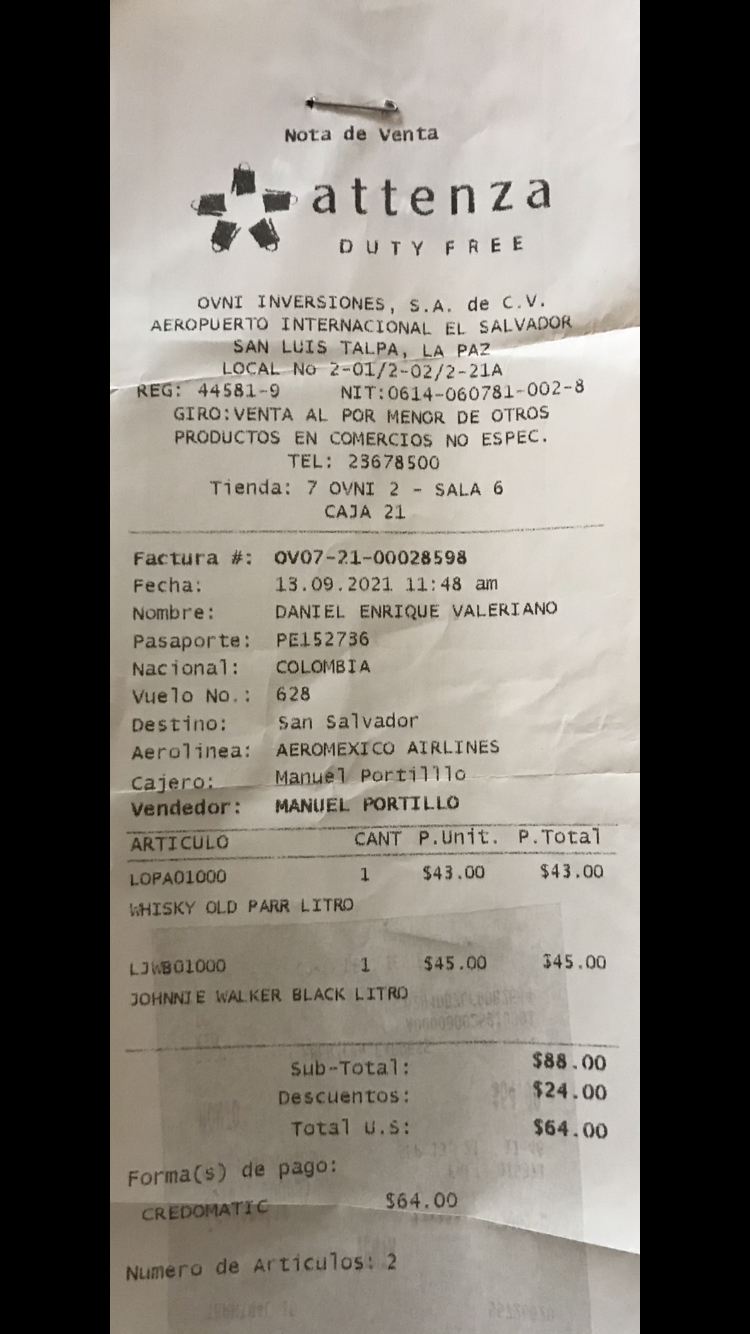 Nota de Venta
attenza
DUTY FREE
OVNI INVERSIONES, S.A. de C.V.
AEROPUERTO INTERNACIONAL EL SALVADOR
SAN LUIS TALPA, LA PAZ
LOCAL No 2-01/2-02/2-21A
REG: 44581-9 NIT:0614-060781-002-8
GIRO:VENTA AL POR MENOR DE OTROS
PRODUCTOS EN COMERCIOS NO ESPEC.
TEL: 23678500
Tienda: 7 OVNI 2 - SALA 6
CAJA 21
Factura #: OV07-21-00028598
Fecha: 13.09.2021 11:48 am
Nombre: DANIEL ENRIQUE VALERIANO
Pasaporte: PE152736
Nacional: COLOMBIA
Vuelo No.: 628
Destino: San Salvador
Aerolinea: AEROMEXICO AIRLINES
Cajero: Manuel Portilllo
Vendedor: MANUEL PORTILLO
ARTICULO CANT P.Unit. P.Total
LOPA01000 1 $43.00 $43.00
WHISKY OLD PARR LITRO
LJWB01000 1 $45.00 $45.00
JOHNNIE WALKER BLACK LITRO
Sub-Total: $88.00
Descuentos: $24.00
Total U.S: $64.00
Forma(s) de pago:
CREDOMATIC $64.00
Numero de Articulos: 2